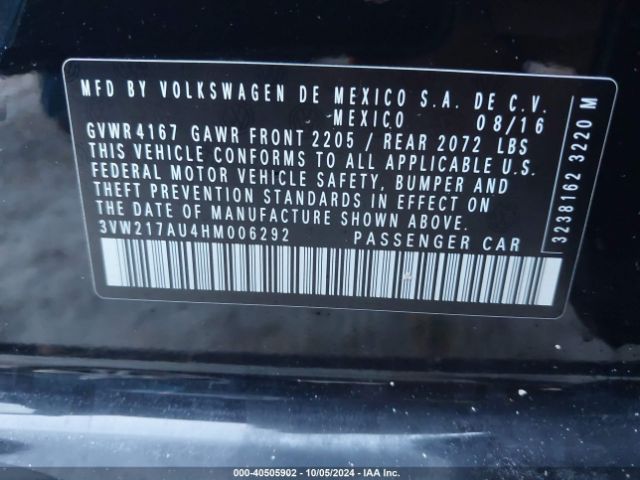 MFD BY VOLKSWAGEN DE MEXICO S.A. DE C.V.
MEXICO 08/16
GVWR 4167 GAWR FRONT 2205 / REAR 2072 LBS
THIS VEHICLE CONFORMS TO ALL APPLICABLE U.S.
FEDERAL MOTOR VEHICLE SAFETY, BUMPER AND
THEFT PREVENTION STANDARDS IN EFFECT ON
THE DATE OF MANUFACTURE SHOWN ABOVE.
3VW217AU4HM006292 PASSENGER CAR
3238162 3220 M
000-40505902 - 10/05/2024 - IAA Inc.